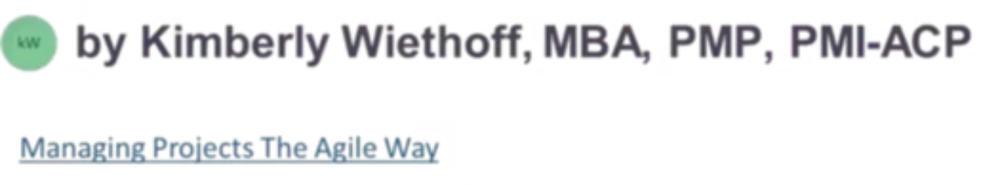 kW by Kimberly Wiethoff, MBA, PMP, PMI-ACP
Managing Projects The Agile Way